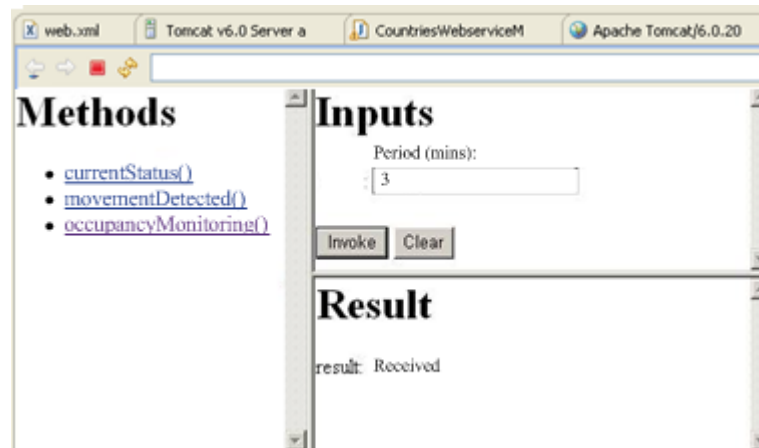 web.xml
Tomcat v6.0 Server a
CountriesWebserviceM
Apache Tomcat/6.0.20
Methods
currentStatus()
movementDetected()
occupancyMonitoring()
Inputs
Period (mins):
: 3
Invoke
Clear
Result
result: Received